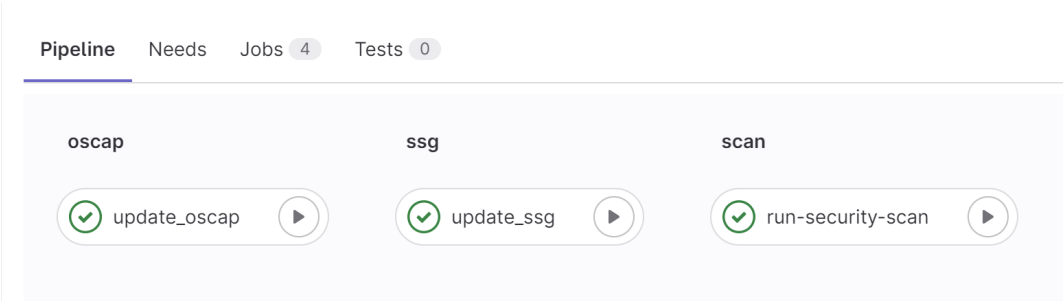 Pipeline Needs Jobs 4 Tests 0
oscap ssg scan
update_oscap update_ssg run-security-scan